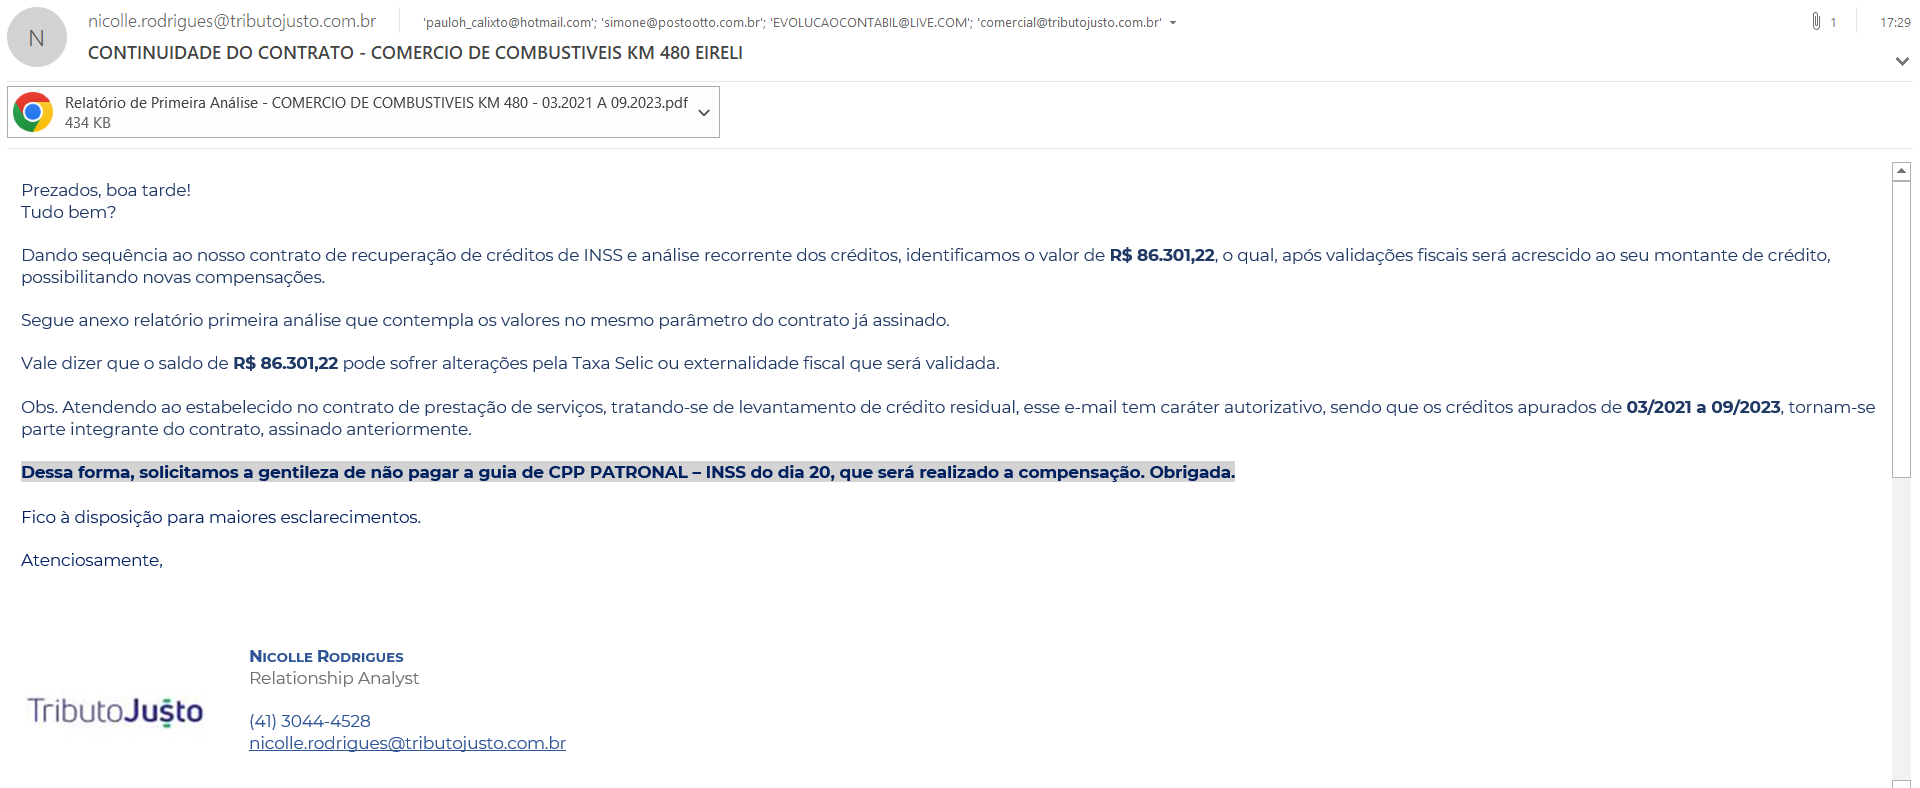 N
nicolle.rodrigues@tributojusto.com.br
'pauloh_calixto@hotmail.com'; 'simone@postootto.com.br'; 'EVOLUCAOCONTABIL@LIVE.COM'; 'comercial@tributojusto.com.br'
1
17:29
CONTINUIDADE DO CONTRATO - COMERCIO DE COMBUSTIVEIS KM 480 EIRELI
Relatório de Primeira Análise - COMERCIO DE COMBUSTIVEIS KM 480 - 03.2021 A 09.2023.pdf
434 KB
Prezados, boa tarde!
Tudo bem?
Dando sequência ao nosso contrato de recuperação de créditos de INSS e análise recorrente dos créditos, identificamos o valor de R$ 86.301,22, o qual, após validações fiscais será acrescido ao seu montante de crédito,
possibilitando novas compensações.
Segue anexo relatório primeira análise que contempla os valores no mesmo parâmetro do contrato já assinado.
Vale dizer que o saldo de R$ 86.301,22 pode sofrer alterações pela Taxa Selic ou externalidade fiscal que será validada.
Obs. Atendendo ao estabelecido no contrato de prestação de serviços, tratando-se de levantamento de crédito residual, esse e-mail tem caráter autorizativo, sendo que os créditos apurados de 03/2021 a 09/2023, tornam-se
parte integrante do contrato, assinado anteriormente.
Dessa forma, solicitamos a gentileza de não pagar a guia de CPP PATRONAL – INSS do dia 20, que será realizado a compensação. Obrigada.
Fico à disposição para maiores esclarecimentos.
Atenciosamente,
NICOLLE RODRIGUES
Relationship Analyst
TributoJusto
(41) 3044-4528
nicolle.rodrigues@tributojusto.com.br